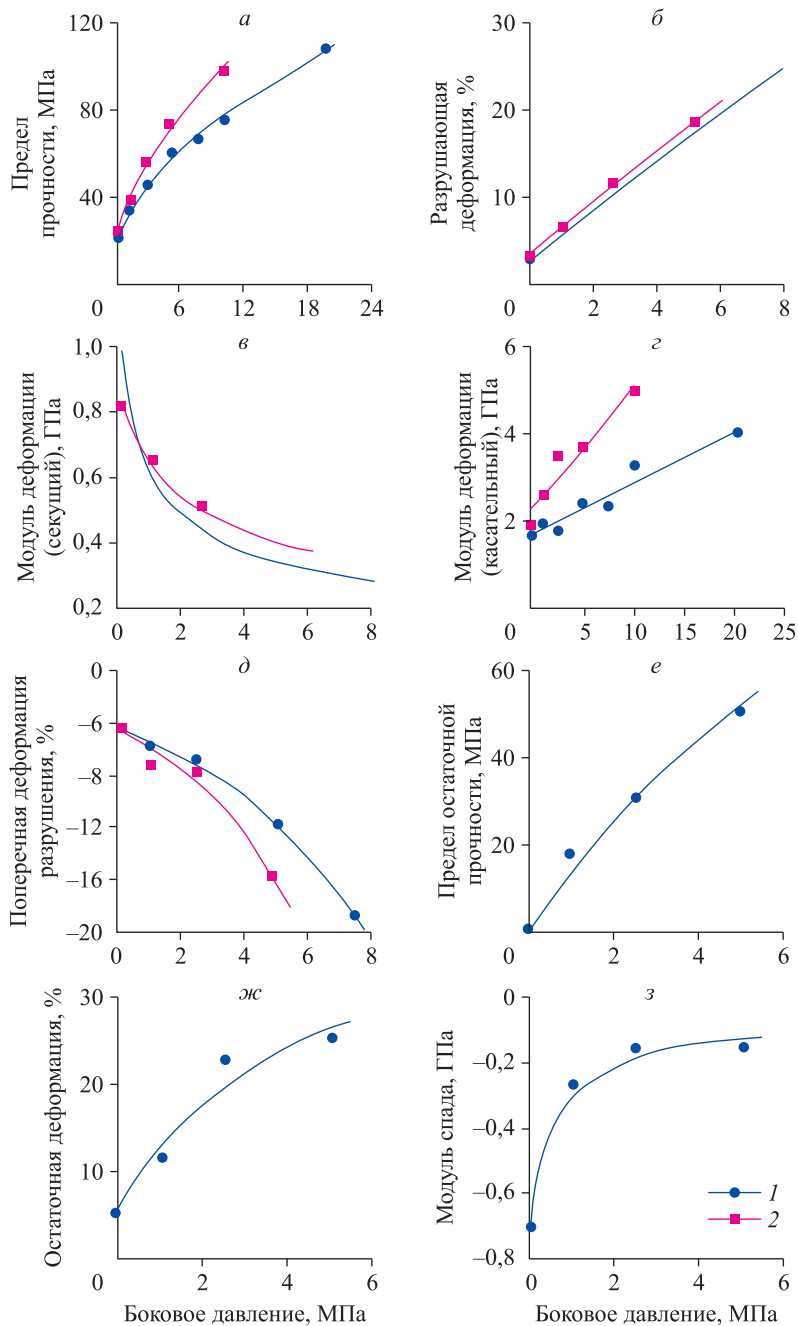 а
Предел
прочности, МПа
120
80
40
0
6
12
18
24
б
Разрушающая
деформация, %
30
20
10
0
2
4
6
8
в
Модуль деформации
(секущий), ГПа
1,0
0,8
0,6
0,4
0,2
0
2
4
6
8
г
Модуль деформации
(касательный), ГПа
6
4
2
0
5
10
15
20
25
д
Поперечная деформация
разрушения, %
0
–6
–8
–12
–16
–20
0
2
4
6
8
е
Предел остаточной
прочности, МПа
60
50
20
0
2
4
6
ж
Остаточная деформация, %
30
20
10
0
2
4
6
Боковое давление, МПа
з
Модуль спада, ГПа
0
–0,2
–0,4
–0,6
–0,8
0
2
4
6
1
2
Боковое давление, МПа